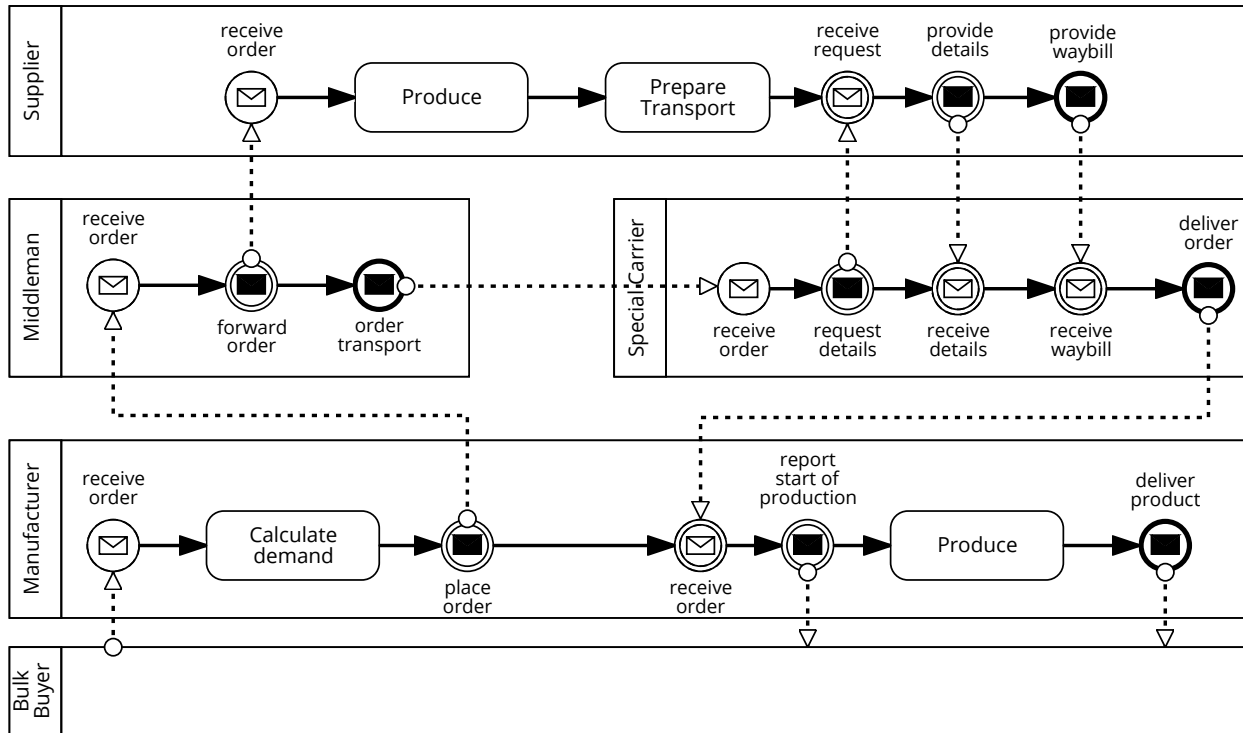 Supplier
receive
order
Produce
Prepare
Transport
receive
request
provide
details
provide
waybill
Middleman
receive
order
forward
order
order
transport
Special Carrier
receive
order
request
details
receive
details
receive
waybill
deliver
order
Manufacturer
receive
order
Calculate
demand
place
order
receive
order
report
start of
production
Produce
deliver
product
Bulk
Buyer